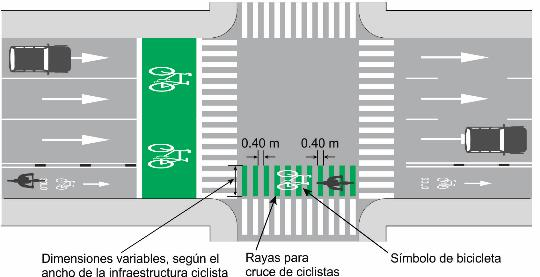 0.40 m
0.40 m
Dimensiones variables, según el
ancho de la infraestructura ciclista
Rayas para
cruce de ciclistas
Símbolo de bicicleta